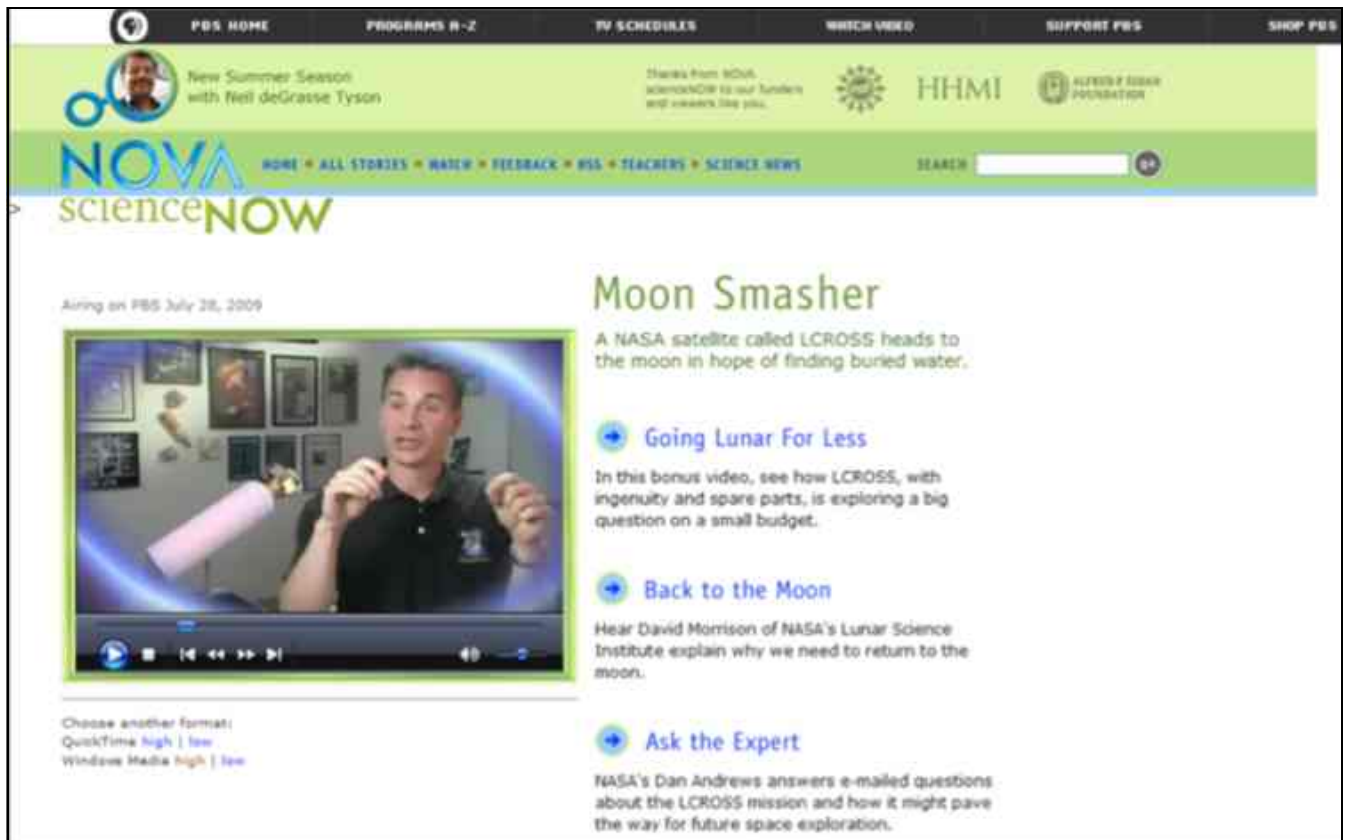 PBS HOME PROGRAMS A-Z TV SCHEDULES WATCH VIDEO SUPPORT PBS SHOP PBS
New Summer Season
with Neil deGrasse Tyson
Thanks from NOVA
scienceNOW to our funders
and viewers like you.
HHMI
ALFRED P. SLOAN
FOUNDATION
NOVA
scienceNOW
HOME ALL STORIES WATCH FEEDBACK RSS TEACHERS SCIENCE NEWS
SEARCH GO
>
Airing on PBS July 28, 2009
Moon Smasher
A NASA satellite called LCROSS heads to
the moon in hope of finding buried water.
Going Lunar For Less
In this bonus video, see how LCROSS, with
ingenuity and spare parts, is exploring a big
question on a small budget.
Back to the Moon
Hear David Morrison of NASA's Lunar Science
Institute explain why we need to return to the
moon.
Choose another format:
QuickTime high | low
Windows Media high | low
Ask the Expert
NASA's Dan Andrews answers e-mailed questions
about the LCROSS mission and how it might pave
the way for future space exploration.